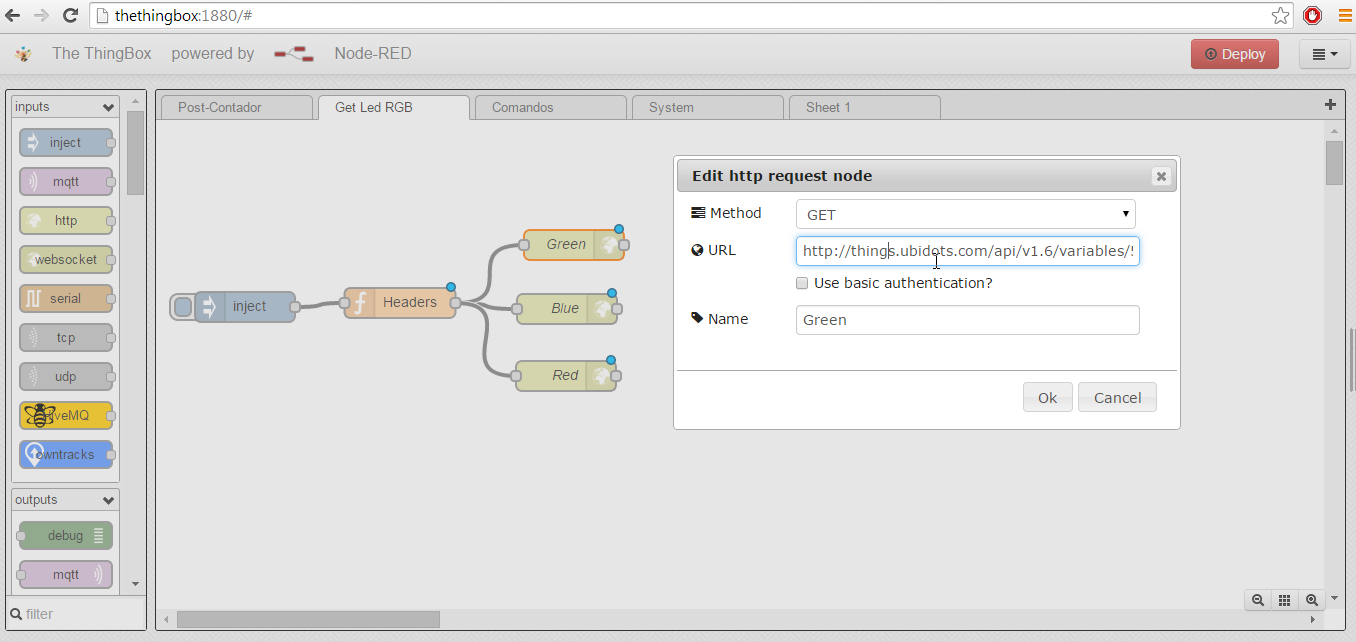 thethingbox:1880/#
The ThingBox powered by Node-RED
Deploy
inputs
inject
mqtt
http
websocket
serial
tcp
udp
HiveMQ
owntracks
outputs
debug
mqtt
filter
Post-Contador
Get Led RGB
Comandos
System
Sheet 1
inject
Headers
Green
Blue
Red
Edit http request node
Method
GET
URL
http://things.ubidots.com/api/v1.6/variables/
Use basic authentication?
Name
Green
Ok
Cancel